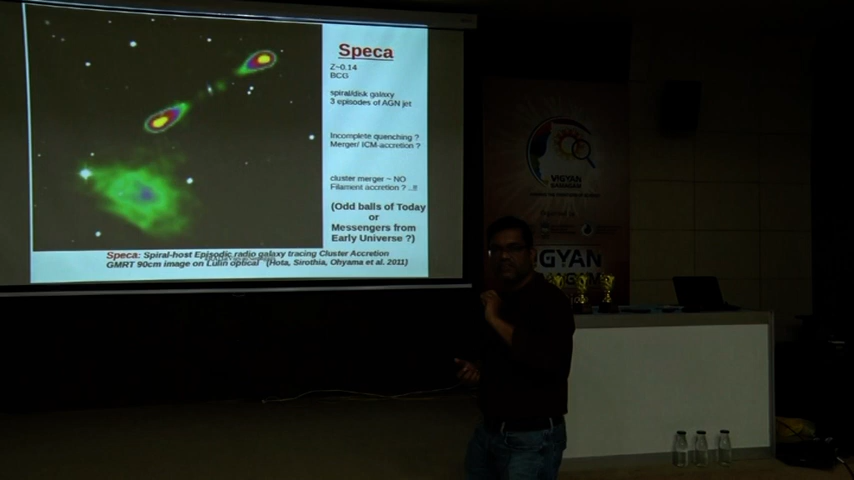 Speca
Z~0.14
BCG
spiral/disk galaxy
3 episodes of AGN jet
Incomplete quenching ?
Merger/ ICM-accretion ?
cluster merger ~ NO
Filament accretion ? ..!!
(Odd balls of Today
or
Messengers from
Early Universe ?)
Speca: Spiral-host Episodic radio galaxy tracing Cluster Accretion
GMRT 90cm image on Lulin optical (Hota, Sirothia, Ohyama et al. 2011)
VIGYAN
VIGYAN